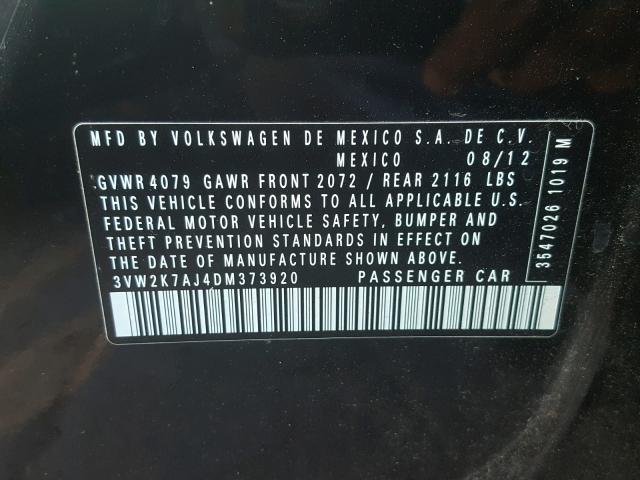 MFD BY VOLKSWAGEN DE MEXICO S.A. DE C.V.
MEXICO 08/12
GVWR 4079 GAWR FRONT 2072 / REAR 2116 LBS
THIS VEHICLE CONFORMS TO ALL APPLICABLE U.S.
FEDERAL MOTOR VEHICLE SAFETY, BUMPER AND
THEFT PREVENTION STANDARDS IN EFFECT ON
THE DATE OF MANUFACTURE SHOWN ABOVE.
3VW2K7AJ4DM373920 PASSENGER CAR
3547026 1019 M